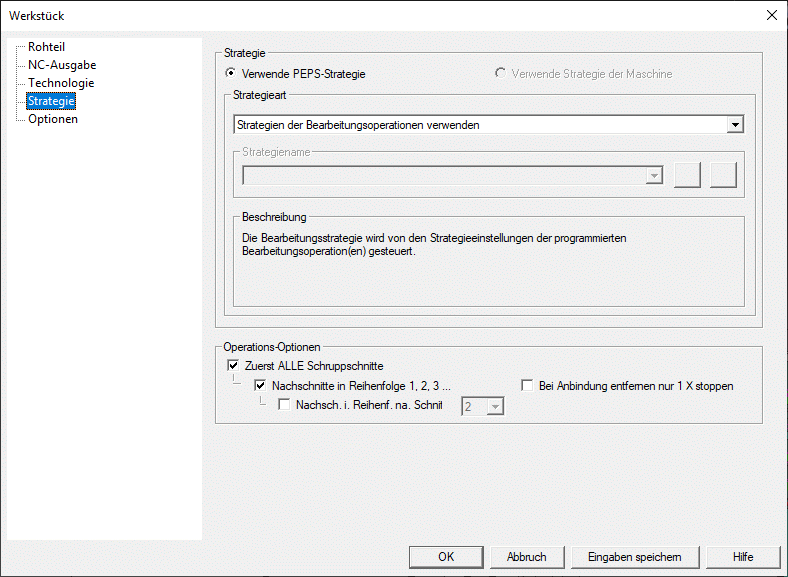 Werkstück
Rohteil
NC-Ausgabe
Technologie
Strategie
Optionen
Strategie
Verwende PEPS-Strategie
Verwende Strategie der Maschine
Strategieart
Strategien der Bearbeitungsoperationen verwenden
Strategiename
Beschreibung
Die Bearbeitungsstrategie wird von den Strategieeinstellungen der programmierten
Bearbeitungsoperation(en) gesteuert.
Operations-Optionen
Zuerst ALLE Schruppschnitte
Nachschnitte in Reihenfolge 1, 2, 3 ...
Bei Anbindung entfernen nur 1 X stoppen
Nachsch. i. Reihenf. na. Schnit
2
OK
Abbruch
Eingaben speichern
Hilfe